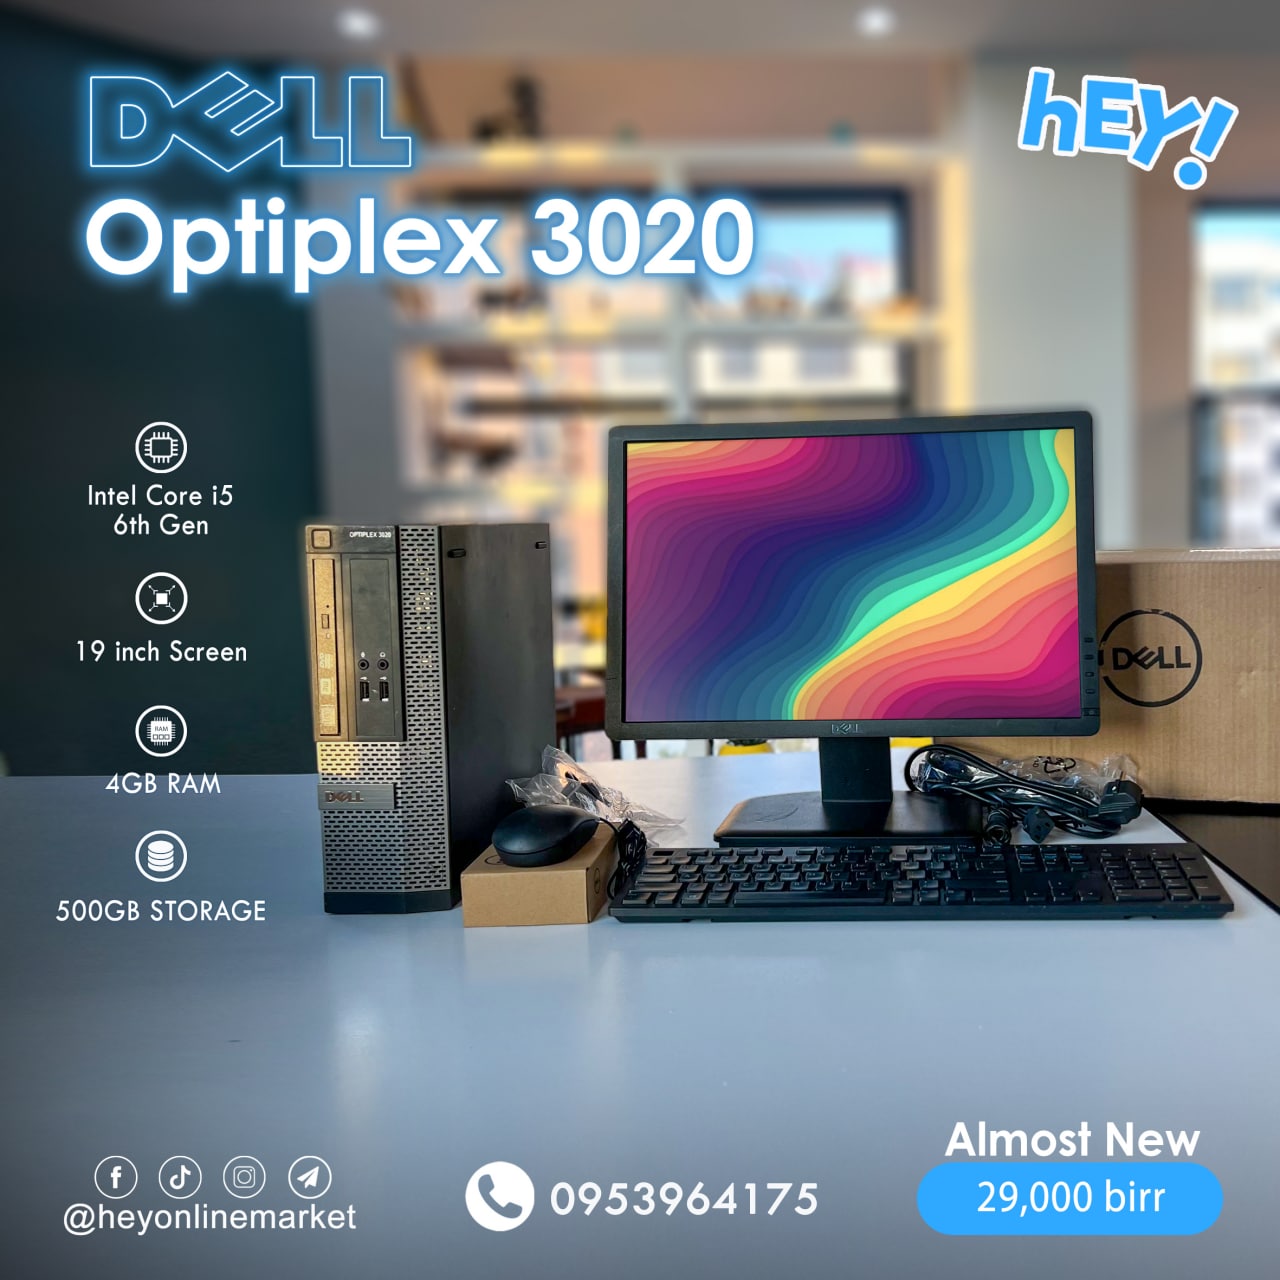 DELL
hEY!
Optiplex 3020
Intel Core i5
6th Gen
19 inch Screen
RAM
4GB RAM
500GB STORAGE
OPTIPLEX 3020
DELL
DELL
DELL
Almost New
29,000 birr
@heyonlinemarket
0953964175